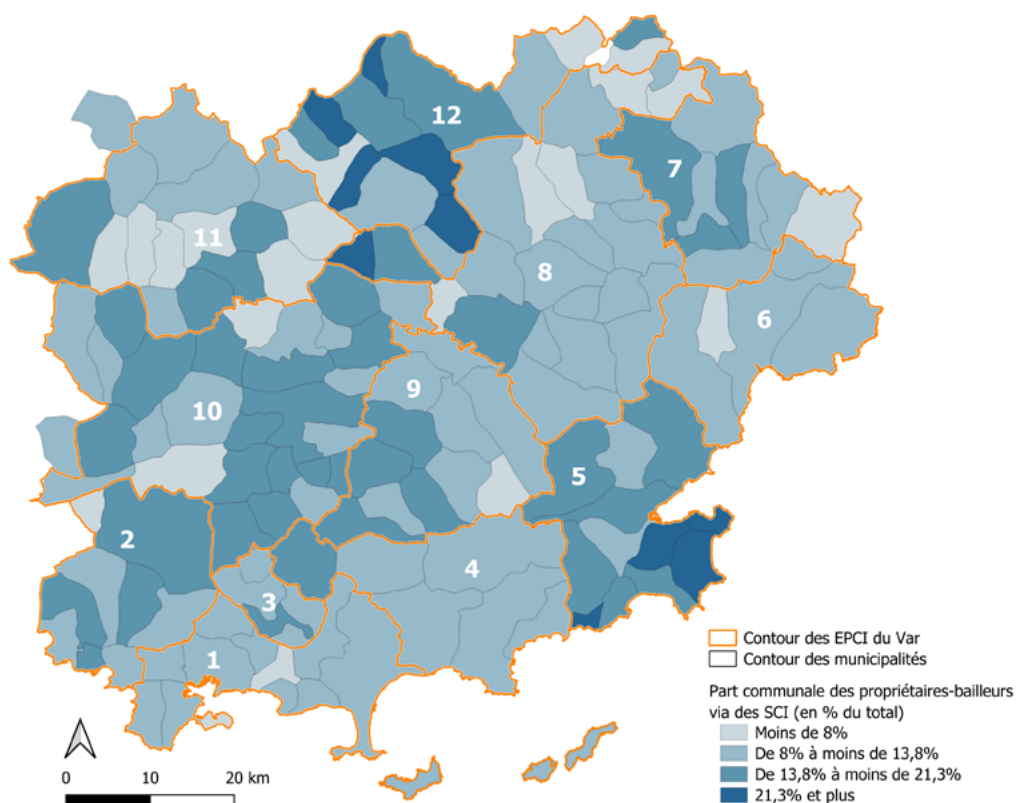 12
7
11
8
6
9
10
5
2
4
3
1
Contour des EPCI du Var
Contour des municipalités
Part communale des propriétaires-bailleurs
via des SCI (en % du total)
Moins de 8%
De 8% à moins de 13,8%
De 13,8% à moins de 21,3%
21,3% et plus
0 10 20 km